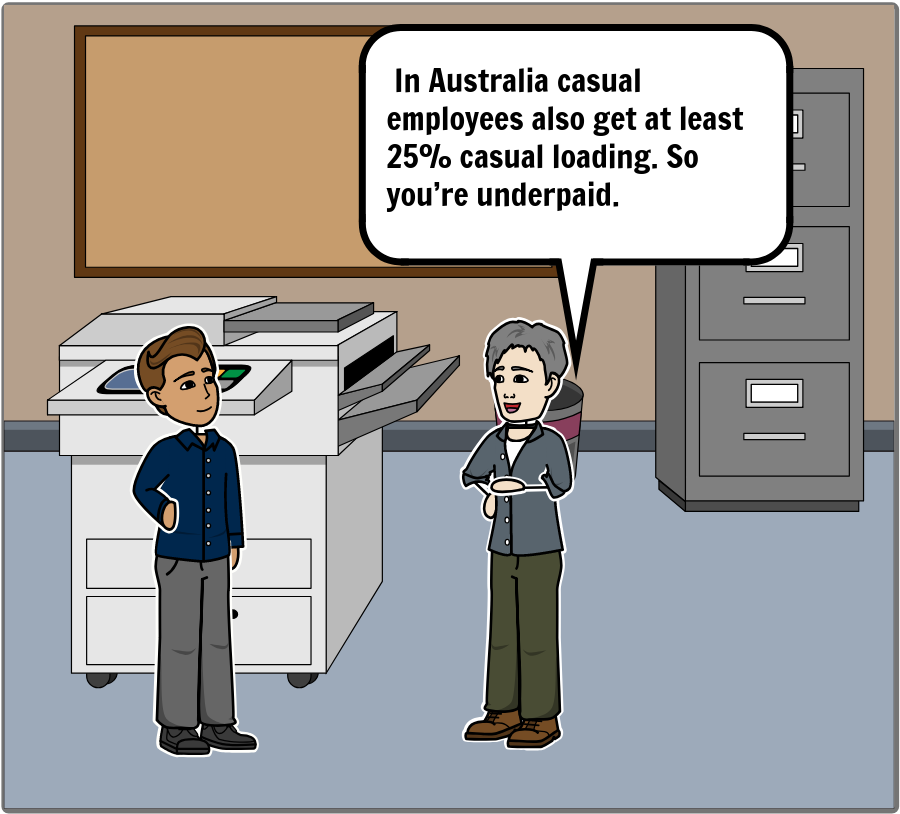 In Australia casual
employees also get at least
25% casual loading. So
you're underpaid.